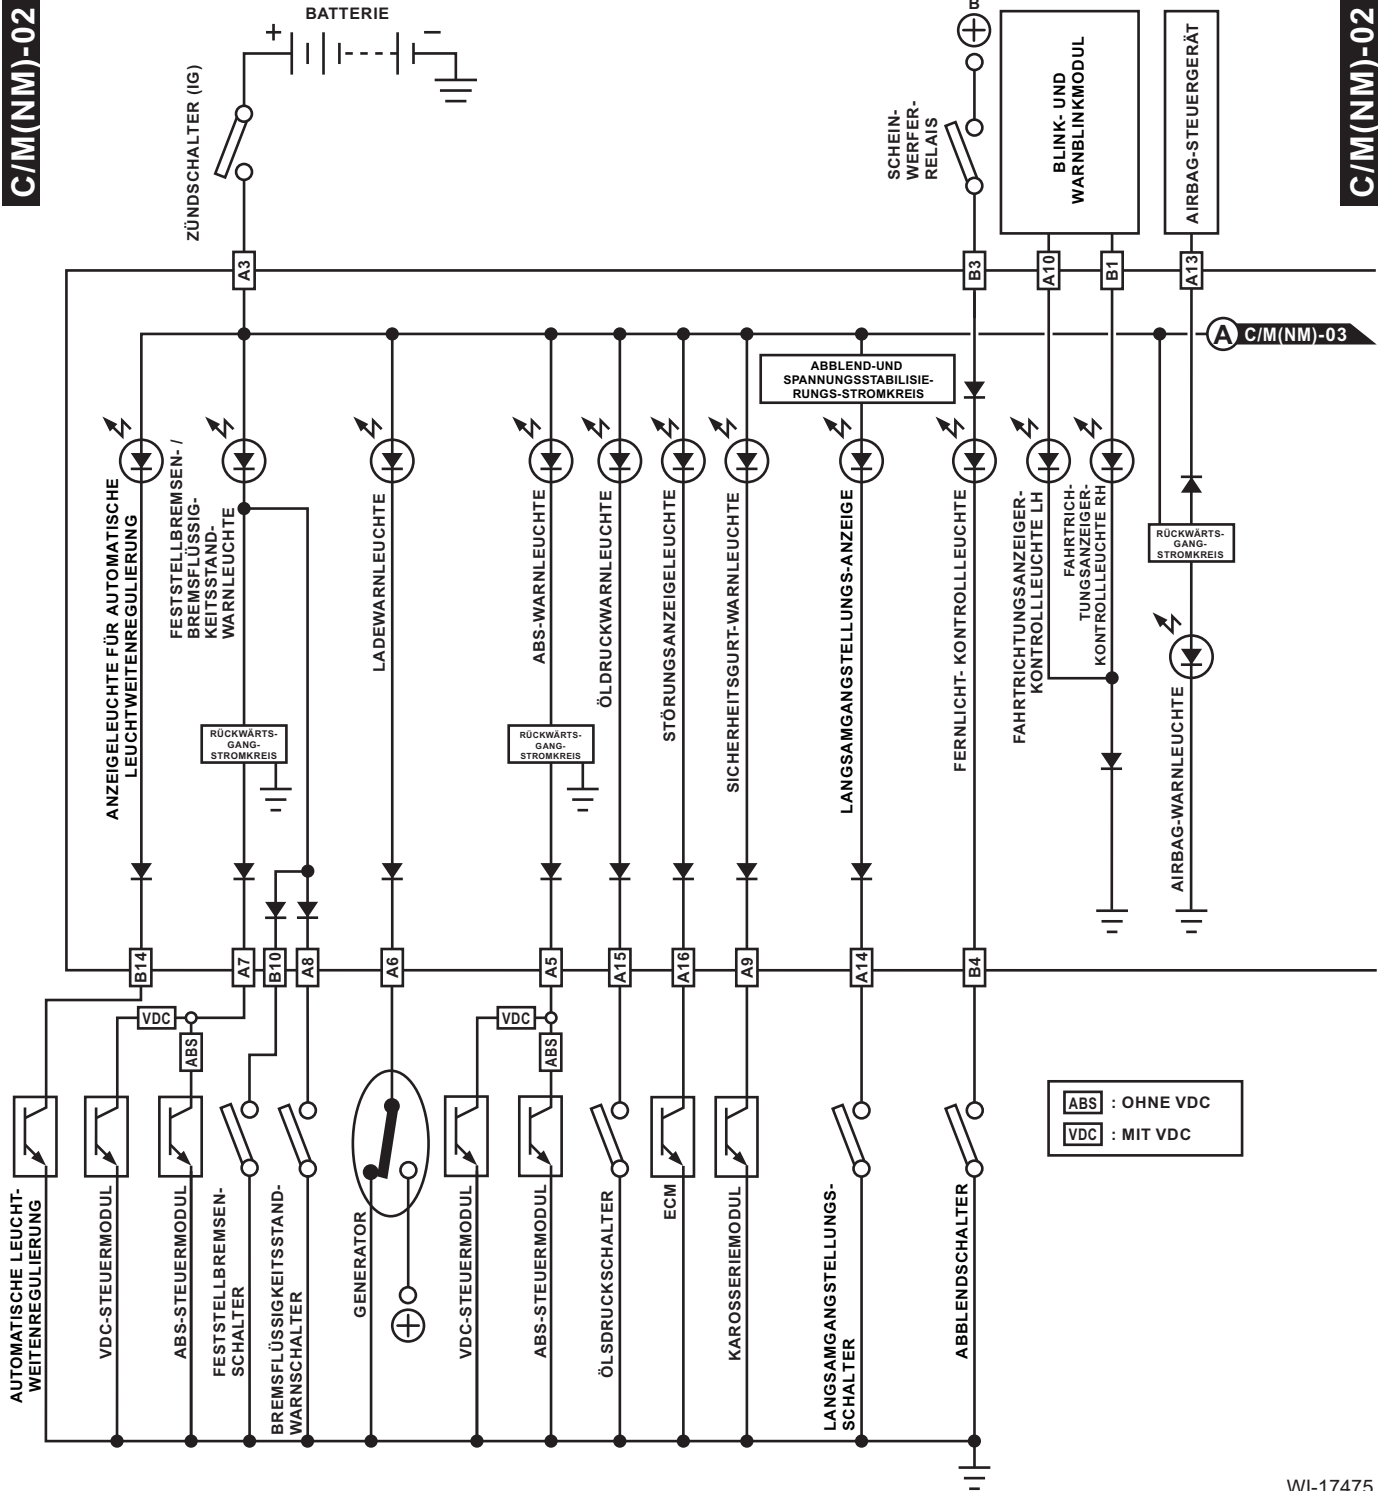 C/M(NM)-02
C/M(NM)-02
BATTERIE
+
−
ZÜNDSCHALTER (IG)
B
SCHEIN-
WERFER-
RELAIS
BLINK- UND
WARNBLINKMODUL
AIRBAG-STEUERGERÄT
A3
B3
A10
B1
A13
A
C/M(NM)-03
ABBLEND-UND
SPANNUNGSSTABILISIE-
RUNGS-STROMKREIS
ANZEIGELEUCHTE FÜR AUTOMATISCHE
LEUCHTWEITENREGULIERUNG
FESTSTELLBREMSEN- /
BREMSFLÜSSIG-
KEITSSTAND-
WARNLEUCHTE
LADEWARNLEUCHTE
ABS-WARNLEUCHTE
ÖLDRUCKWARNLEUCHTE
STÖRUNGSANZEIGELEUCHTE
SICHERHEITSGURT-WARNLEUCHTE
LANGSAMGANGSTELLUNGS-ANZEIGE
FERNLICHT- KONTROLLLEUCHTE
FAHRTRICHTUNGSANZEIGER-
KONTROLLLEUCHTE LH
FAHRTRICH-
TUNGSANZEIGER-
KONTROLLLEUCHTE RH
RÜCKWÄRTS-
GANG-
STROMKREIS
AIRBAG-WARNLEUCHTE
RÜCKWÄRTS-
GANG-
STROMKREIS
RÜCKWÄRTS-
GANG-
STROMKREIS
B14
A7
B10
A8
A6
A5
A15
A16
A9
A14
B4
VDC
ABS
VDC
ABS
ABS : OHNE VDC
VDC : MIT VDC
AUTOMATISCHE LEUCHT-
WEITENREGULIERUNG
VDC-STEUERMODUL
ABS-STEUERMODUL
FESTSTELLBREMSEN-
SCHALTER
BREMSFLÜSSIGKEITSSTAND-
WARNSCHALTER
GENERATOR
VDC-STEUERMODUL
ABS-STEUERMODUL
ÖLSDRUCKSCHALTER
ECM
KAROSSERIEMODUL
LANGSAMGANGSTELLUNGS-
SCHALTER
ABBLENDSCHALTER
WI-17475